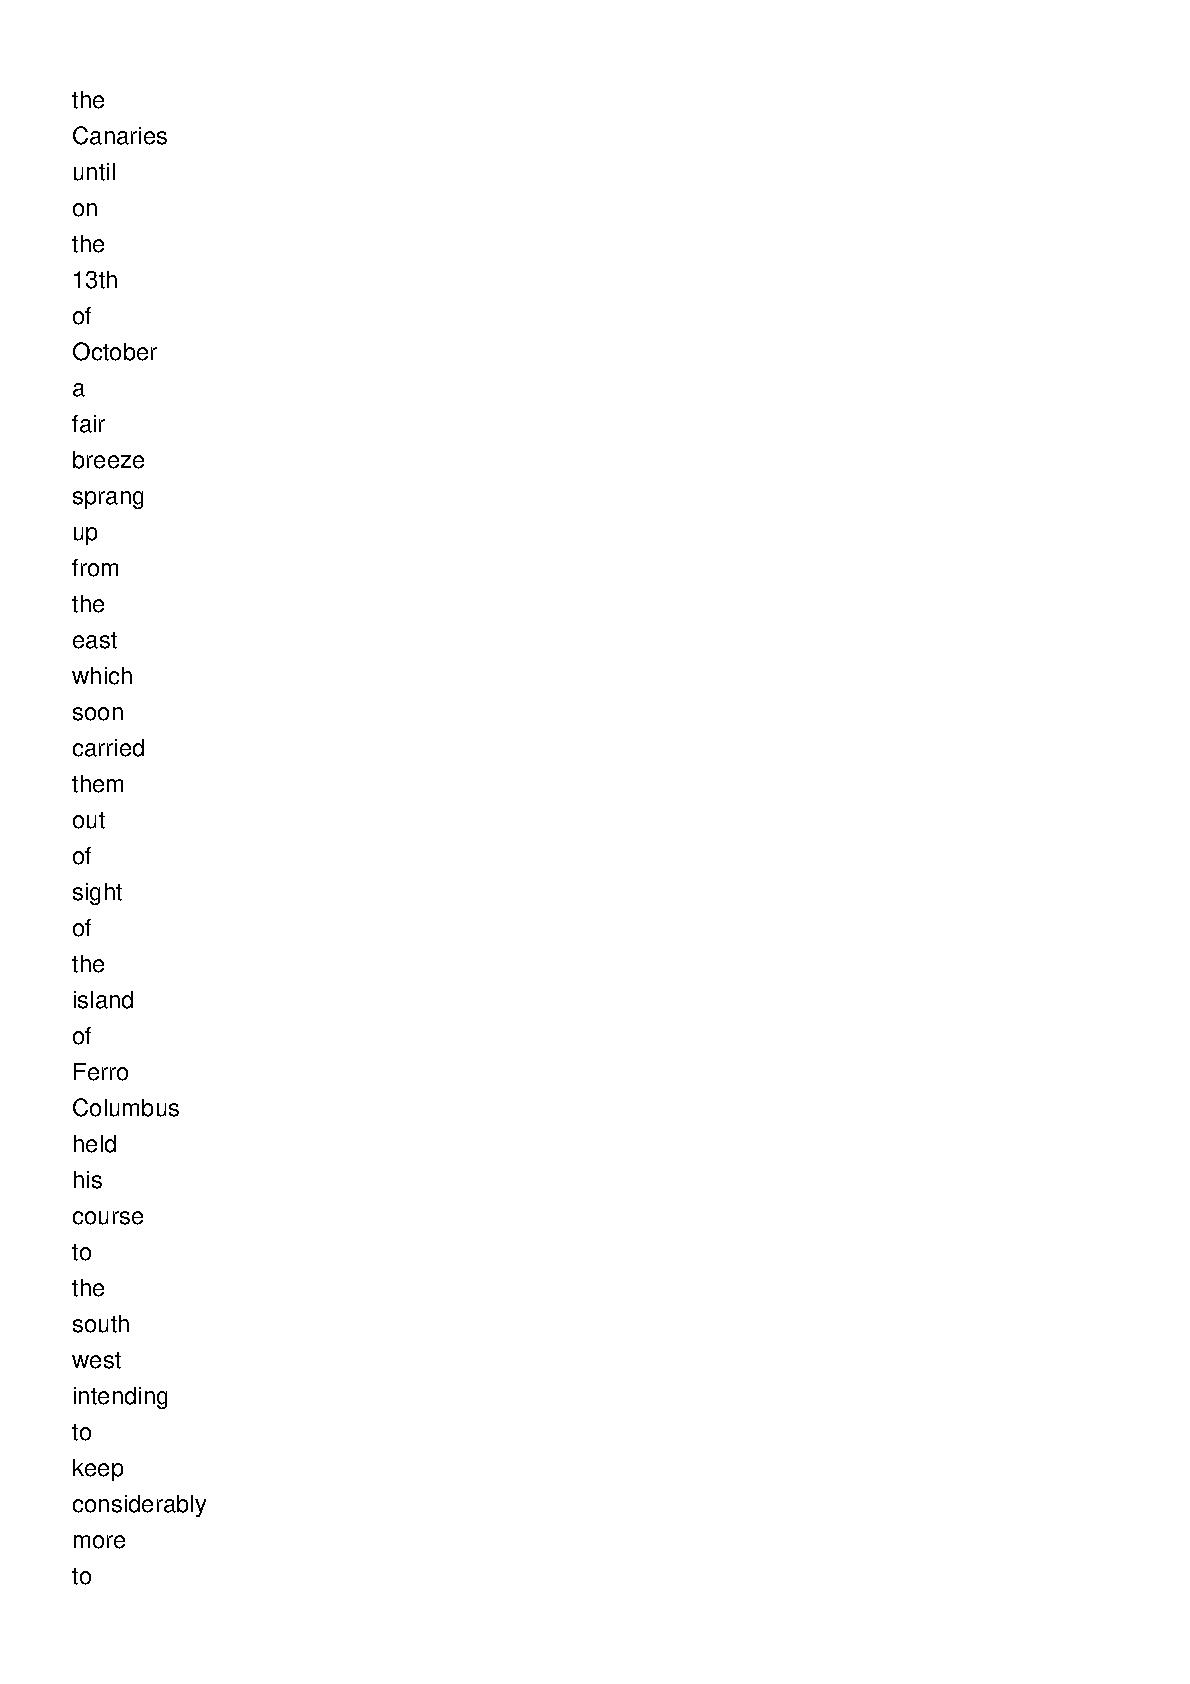 the
Canaries
until
on
the
13th
of
October
a
fair
breeze
sprang
up
from
the
east
which
soon
carried
them
out
of
sight
of
the
island
of
Ferro
Columbus
held
his
course
to
the
south
west
intending
to
keep
considerably
more
to